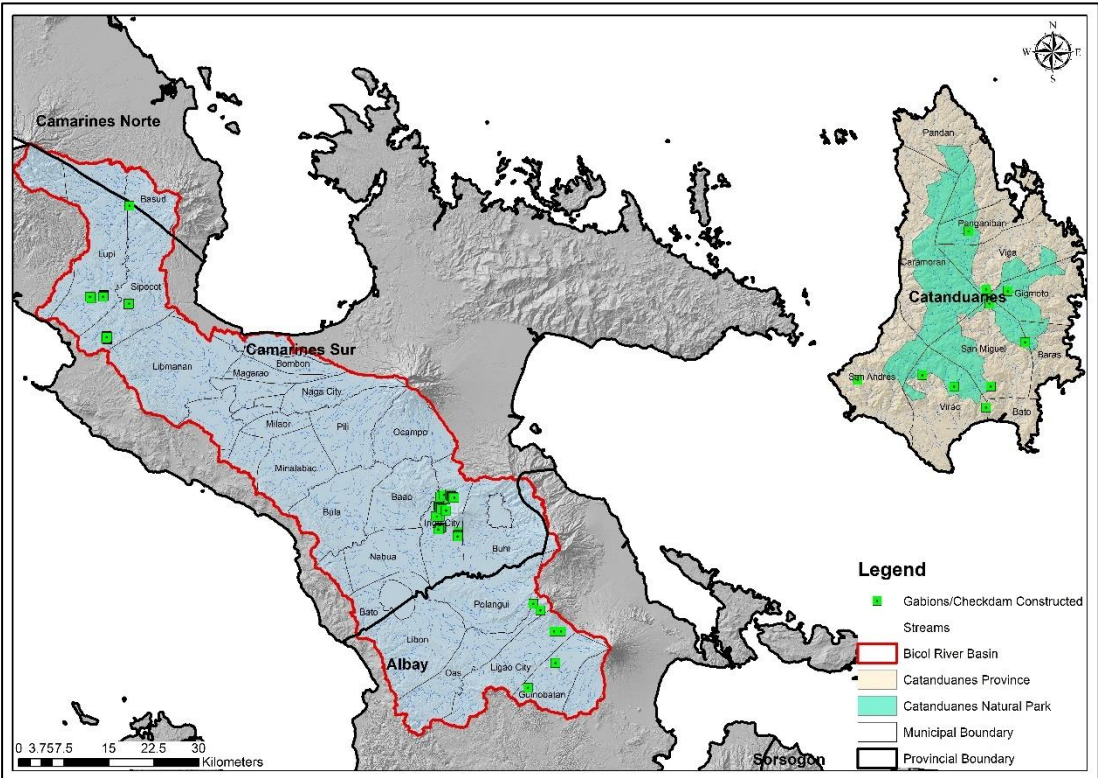 N
W E
S
Camarines Norte
Pandan
Basud
Panganiban
Lupi
Viga
Caramoran
Sipocot
Catanduanes
Gigmoto
Camarines Sur
San Miguel
Bombon
Baras
Libmanan
Magarao
San Andres
Naga City
Virac
Bato
Milaor
Pili
Ocampo
Minalabac
Baao
Bula
Iriga City
Buhi
Nabua
Legend
Polangui
Gabions/Checkdam Constructed
Bato
Streams
Libon
Bicol River Basin
Albay
Oas
Ligao City
Catanduanes Province
Guinobatan
Catanduanes Natural Park
Municipal Boundary
0 3.757.5 15 22.5 30
Kilometers
Sorsogon
Provincial Boundary